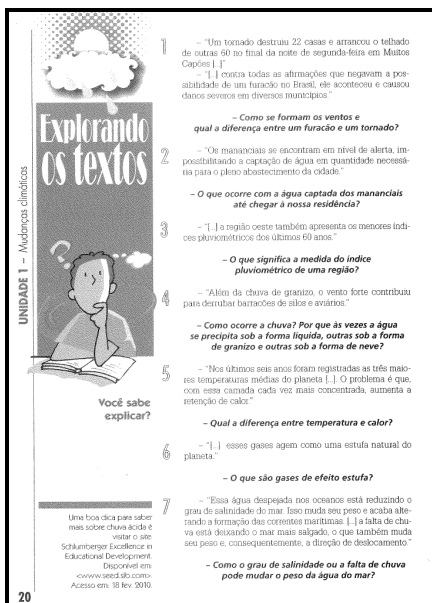 Explorando
os textos
UNIDADE 1 – Mudanças climáticas
Você sabe
explicar?
Uma boa dica para saber
mais sobre chuva ácida é
visitar o site
Schlumberger Excellence in
Educational Development.
Disponível em:
<www.seed.slb.com>.
Acesso em: 18 fev. 2010.
20
1
– "Um tornado destruiu 22 casas e arrancou o telhado
de outras 60 no final da noite de segunda-feira em Muitos
Capões [...]"
– "[...] contra todas as afirmações que negavam a pos-
sibilidade de um furacão no Brasil, ele aconteceu e causou
danos severos em diversos municípios."
– Como se formam os ventos e
qual a diferença entre um furacão e um tornado?
2
– "Os mananciais se encontram em nível de alerta, im-
possibilitando a captação de água em quantidade necessá-
ria para o pleno abastecimento da cidade."
– O que ocorre com a água captada dos mananciais
até chegar à nossa residência?
3
– "[...] a região oeste também apresenta os menores índi-
ces pluviométricos dos últimos 60 anos."
– O que significa a medida do índice
pluviométrico de uma região?
4
– "Além da chuva de granizo, o vento forte contribuiu
para derrubar barracões de silos e aviários."
– Como ocorre a chuva? Por que às vezes a água
se precipita sob a forma líquida, outras sob a forma
de granizo e outras sob a forma de neve?
5
– "Nos últimos seis anos foram registradas as três maio-
res temperaturas médias do planeta [...]. O problema é que,
com essa camada cada vez mais concentrada, aumenta a
retenção de calor."
– Qual a diferença entre temperatura e calor?
6
– "[...] esses gases agem como uma estufa natural do
planeta."
– O que são gases de efeito estufa?
7
– "Essa água despejada nos oceanos está reduzindo o
grau de salinidade do mar. Isso muda seu peso e acaba alte-
rando a formação das correntes marítimas. [...] a falta de chu-
va está deixando o mar mais salgado, o que também muda
seu peso e, consequentemente, a direção de deslocamento."
– Como o grau de salinidade ou a falta de chuva
pode mudar o peso da água do mar?